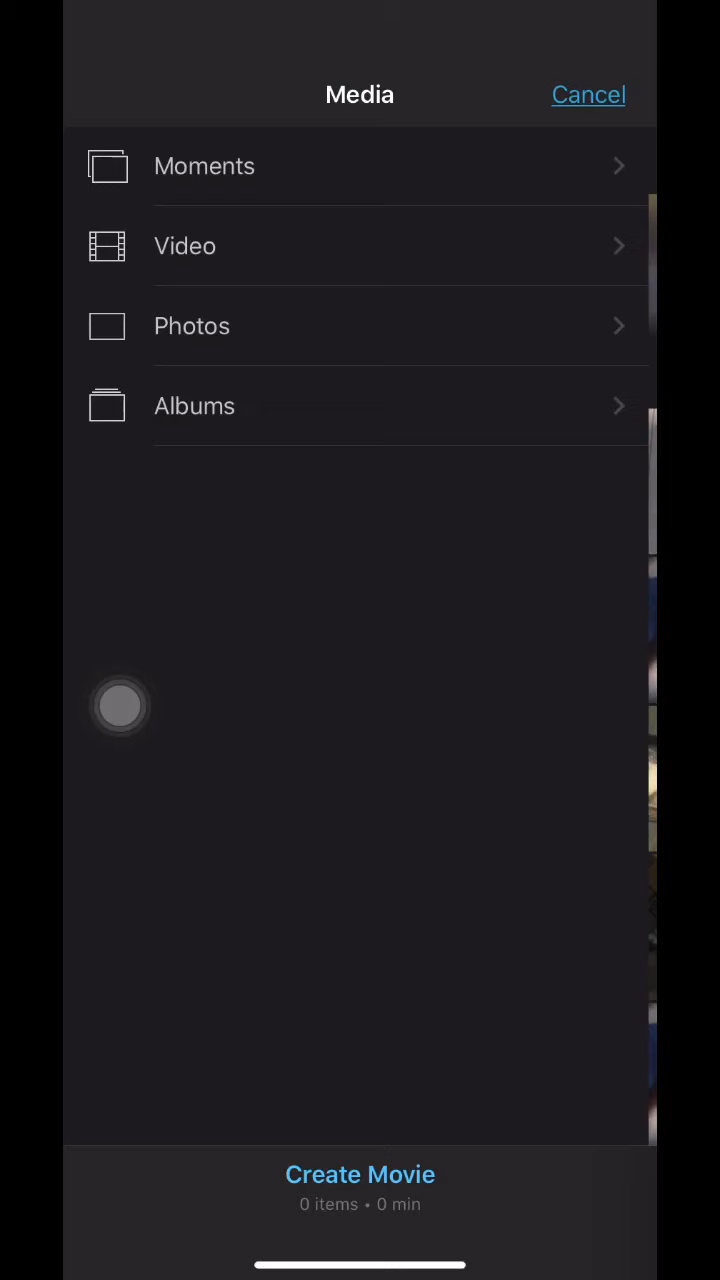 Media
Cancel
Moments
Video
Photos
Albums
Create Movie
0 items • 0 min